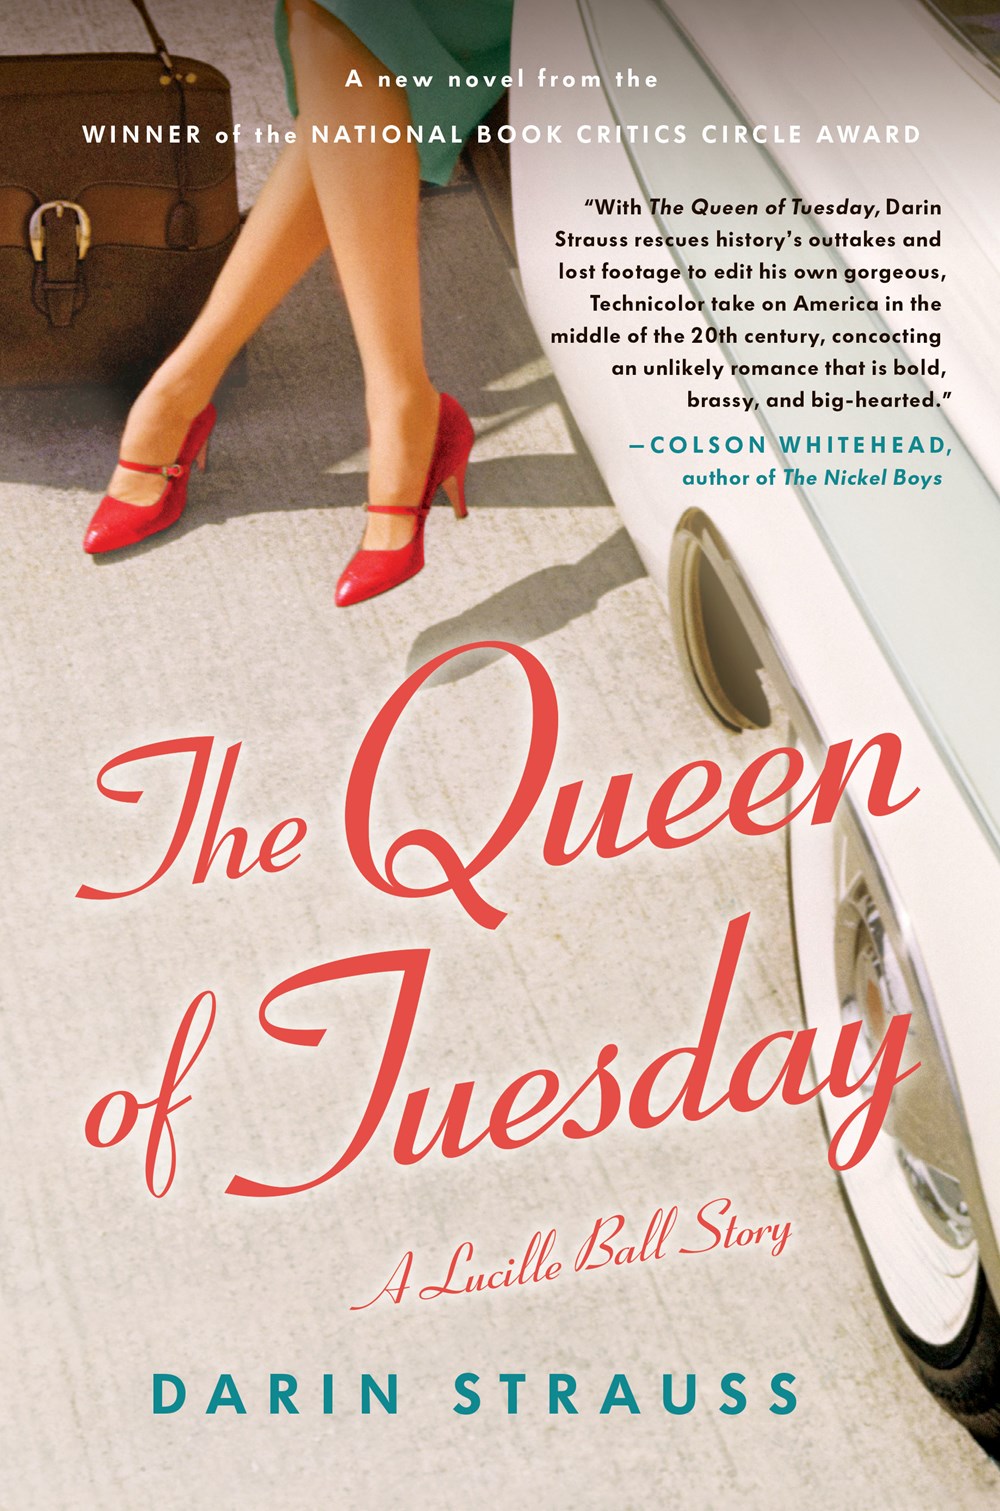 A new novel from the
WINNER of the NATIONAL BOOK CRITICS CIRCLE AWARD
“With The Queen of Tuesday, Darin
Strauss rescues history’s outtakes and
lost footage to edit his own gorgeous,
Technicolor take on America in the
middle of the 20th century, concocting
an unlikely romance that is bold,
brassy, and big-hearted.”
—COLSON WHITEHEAD,
author of The Nickel Boys
The Queen
of Tuesday
A Lucille Ball Story
DARIN STRAUSS